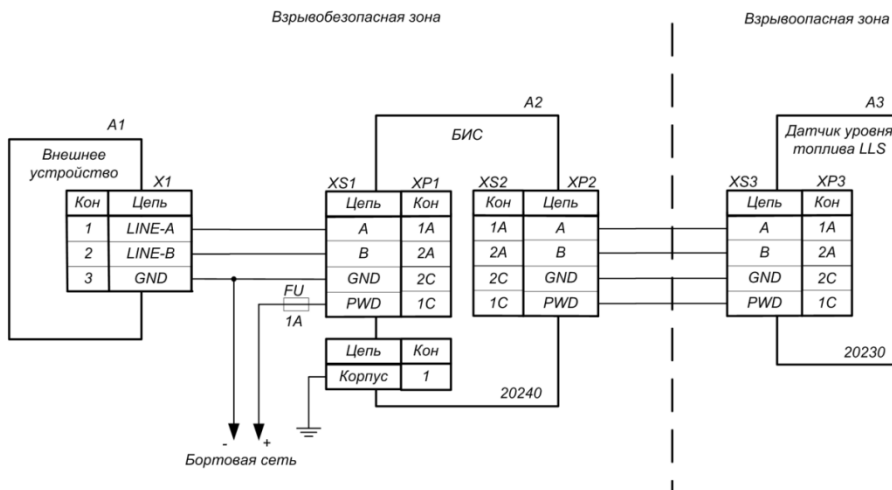 Взрывобезопасная зона
Взрывоопасная зона
A1
Внешнее
устройство
X1
Кон Цепь
1 LINE-A
2 LINE-B
3 GND
A2
БИС
XS1 XP1
Цепь Кон
A 1A
B 2A
GND 2C
PWD 1C
FU
1A
Цепь Кон
Корпус 1
XS2 XP2
Кон Цепь
1A A
2A B
2C GND
1C PWD
20240
A3
Датчик уровня
топлива LLS
XS3 XP3
Цепь Кон
A 1A
B 2A
GND 2C
PWD 1C
20230
- +
Бортовая сеть